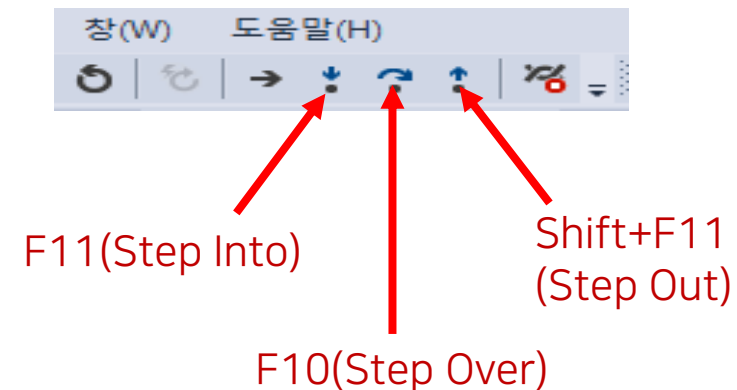 창(W) 도움말(H)
F11(Step Into)
Shift+F11
(Step Out)
F10(Step Over)